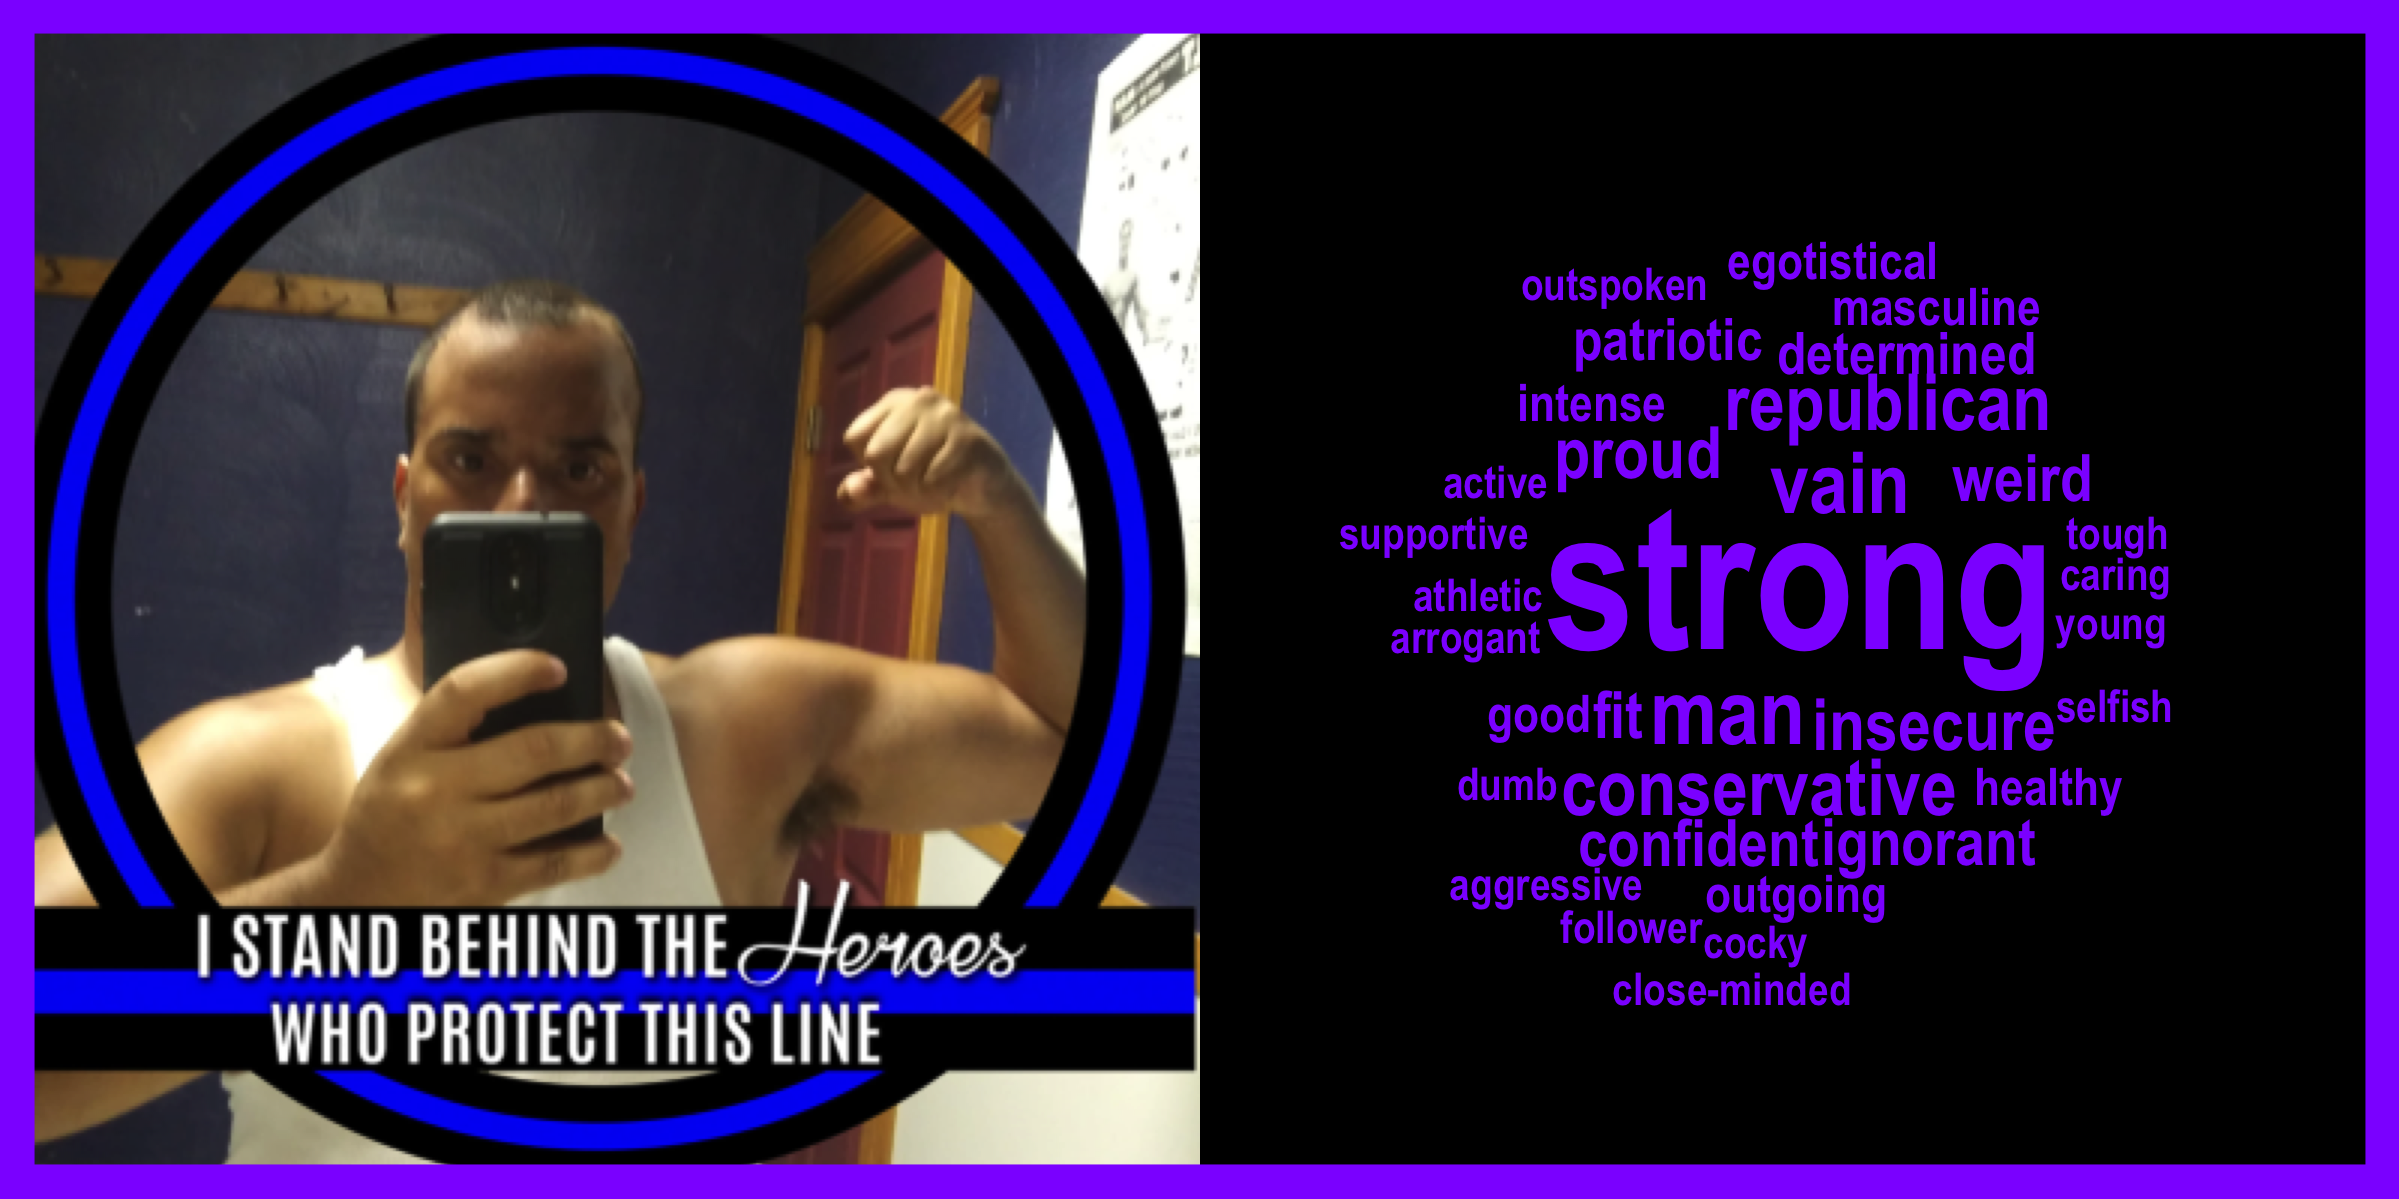 I STAND BEHIND THE Heroes
WHO PROTECT THIS LINE
egotistical
outspoken
masculine
patriotic
determined
intense
republican
proud
active
vain
weird
supportive
strong
tough
caring
athletic
arrogant
young
good
fit
man
insecure
selfish
dumb
conservative
healthy
confident
ignorant
aggressive
outgoing
follower
cocky
close-minded